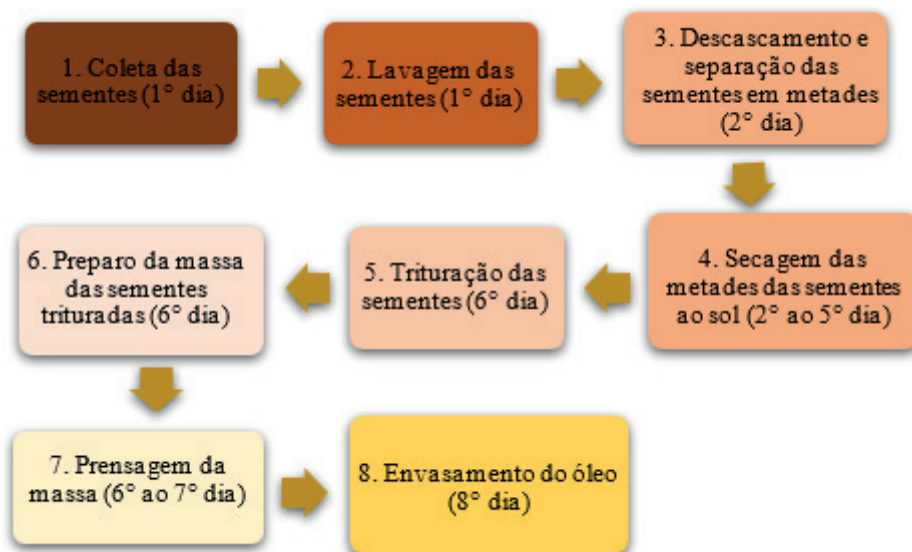 1. Coleta das
sementes (1° dia)
2. Lavagem das
sementes (1° dia)
3. Descascamento e
separação das
sementes em metades
(2° dia)
4. Secagem das
metades das sementes
ao sol (2° ao 5° dia)
5. Trituração das
sementes (6° dia)
6. Preparo da massa
das sementes
trituradas (6° dia)
7. Prensagem da
massa (6° ao 7° dia)
8. Envasamento do óleo
(8° dia)